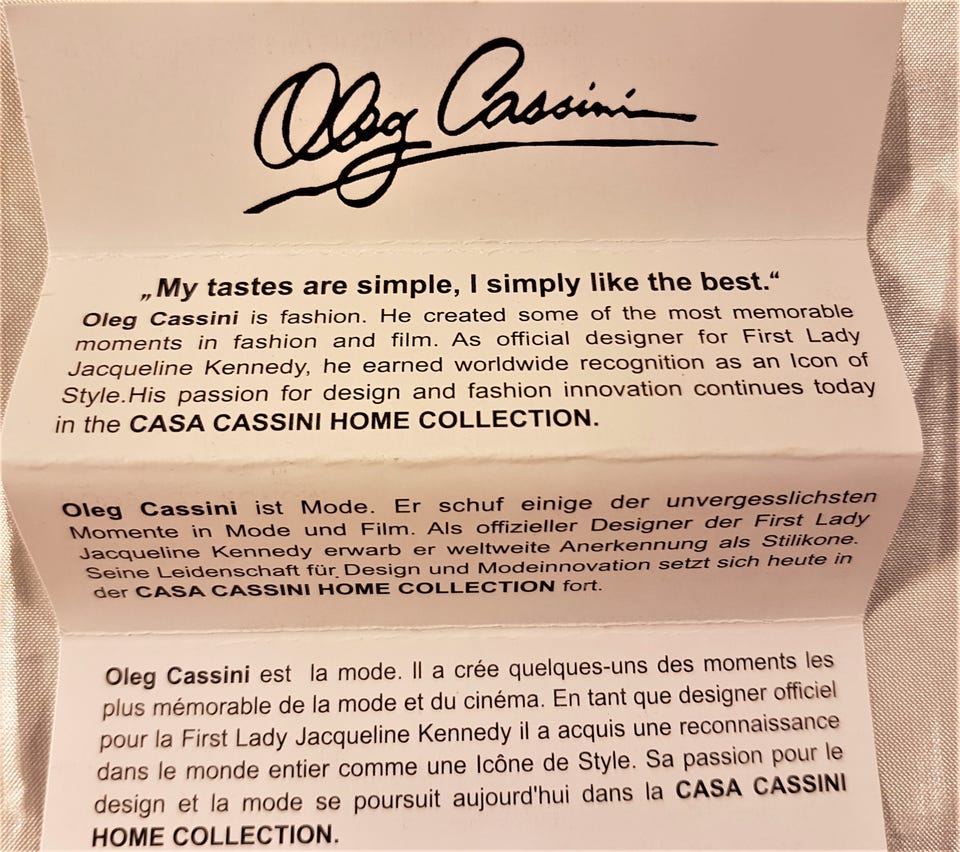 Oleg Cassini
„My tastes are simple, I simply like the best.“
Oleg Cassini is fashion. He created some of the most memorable
moments in fashion and film. As official designer for First Lady
Jacqueline Kennedy, he earned worldwide recognition as an Icon of
Style.His passion for design and fashion innovation continues today
in the CASA CASSINI HOME COLLECTION.
Oleg Cassini ist Mode. Er schuf einige der unvergesslichsten
Momente in Mode und Film. Als offizieller Designer der First Lady
Jacqueline Kennedy erwarb er weltweite Anerkennung als Stilikone.
Seine Leidenschaft für Design und Modeinnovation setzt sich heute in
der CASA CASSINI HOME COLLECTION fort.
Oleg Cassini est la mode. Il a crée quelques-uns des moments les
plus mémorable de la mode et du cinéma. En tant que designer officiel
pour la First Lady Jacqueline Kennedy il a acquis une reconnaissance
dans le monde entier comme une Icône de Style. Sa passion pour le
design et la mode se poursuit aujourd'hui dans la CASA CASSINI
HOME COLLECTION.